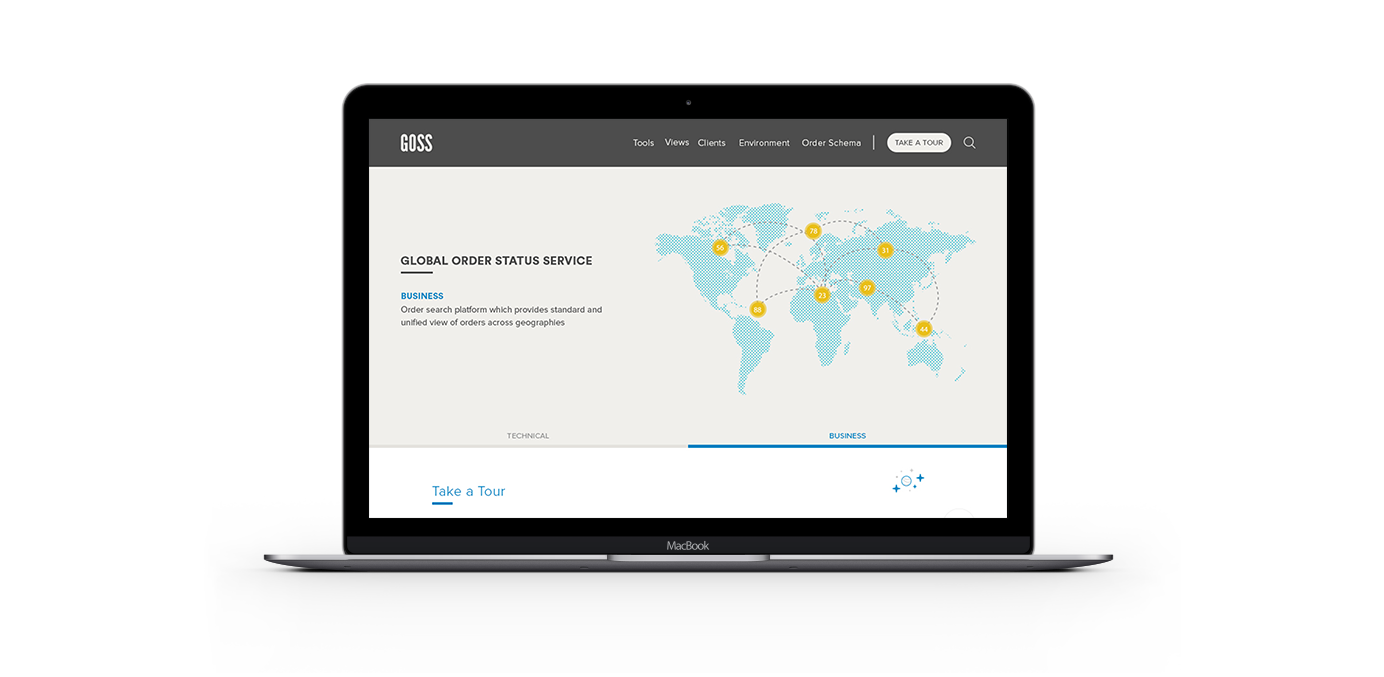 GOSS
Tools Views Clients Environment Order Schema TAKE A TOUR
78
56
31
97
23
88
44
GLOBAL ORDER STATUS SERVICE
BUSINESS
Order search platform which provides standard and
unified view of orders across geographies
TECHNICAL BUSINESS
Take a Tour
MacBook